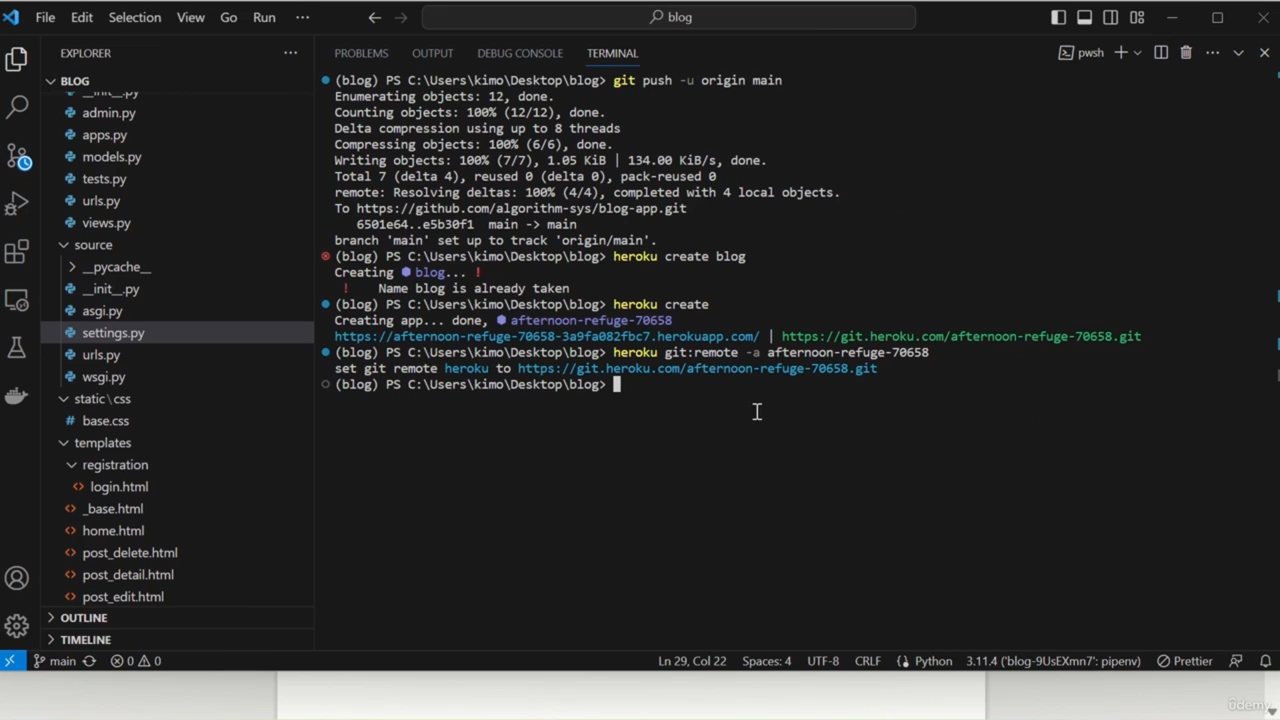 File Edit Selection View Go Run ··· blog
EXPLORER ···
PROBLEMS OUTPUT DEBUG CONSOLE TERMINAL pwsh
BLOG
__init__.py
admin.py
apps.py
models.py
tests.py
urls.py
views.py
source
__pycache__
__init__.py
asgi.py
settings.py
urls.py
wsgi.py
static\css
base.css
templates
registration
login.html
_base.html
home.html
post_delete.html
post_detail.html
post_edit.html
OUTLINE
TIMELINE
(blog) PS C:\Users\kimo\Desktop\blog> git push -u origin main
Enumerating objects: 12, done.
Counting objects: 100% (12/12), done.
Delta compression using up to 8 threads
Compressing objects: 100% (6/6), done.
Writing objects: 100% (7/7), 1.05 KiB | 134.00 KiB/s, done.
Total 7 (delta 4), reused 0 (delta 0), pack-reused 0
remote: Resolving deltas: 100% (4/4), completed with 4 local objects.
To https://github.com/algorithm-sys/blog-app.git
6501e64..e5b30f1 main -> main
branch 'main' set up to track 'origin/main'.
(blog) PS C:\Users\kimo\Desktop\blog> heroku create blog
Creating blog... !
! Name blog is already taken
(blog) PS C:\Users\kimo\Desktop\blog> heroku create
Creating app... done, afternoon-refuge-70658
https://afternoon-refuge-70658-3a9fa082fbc7.herokuapp.com/ | https://git.heroku.com/afternoon-refuge-70658.git
(blog) PS C:\Users\kimo\Desktop\blog> heroku git:remote -a afternoon-refuge-70658
set git remote heroku to https://git.heroku.com/afternoon-refuge-70658.git
(blog) PS C:\Users\kimo\Desktop\blog>
main 0 0 Ln 29, Col 22 Spaces: 4 UTF-8 CRLF Python 3.11.4 ('blog-9UsEXmn7': pipenv) Prettier
ûdemy